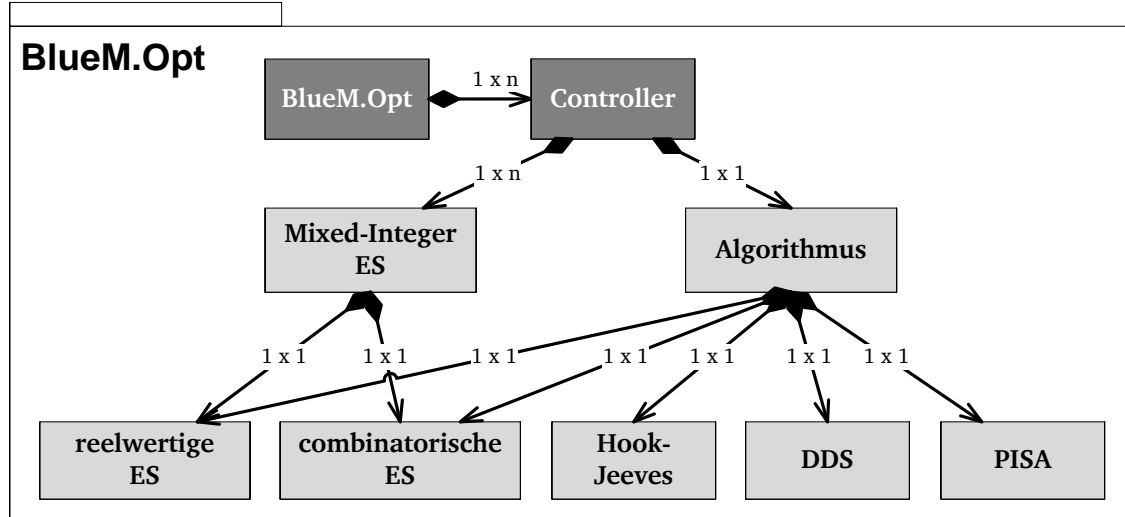 BlueM.Opt
BlueM.Opt
1 x n
Controller
1 x n
1 x 1
Mixed-Integer
ES
Algorithmus
1 x 1
1 x 1
1 x 1
1 x 1
1 x 1
1 x 1
1 x 1
reelwertige
ES
combinatorische
ES
Hook-
Jeeves
DDS
PISA